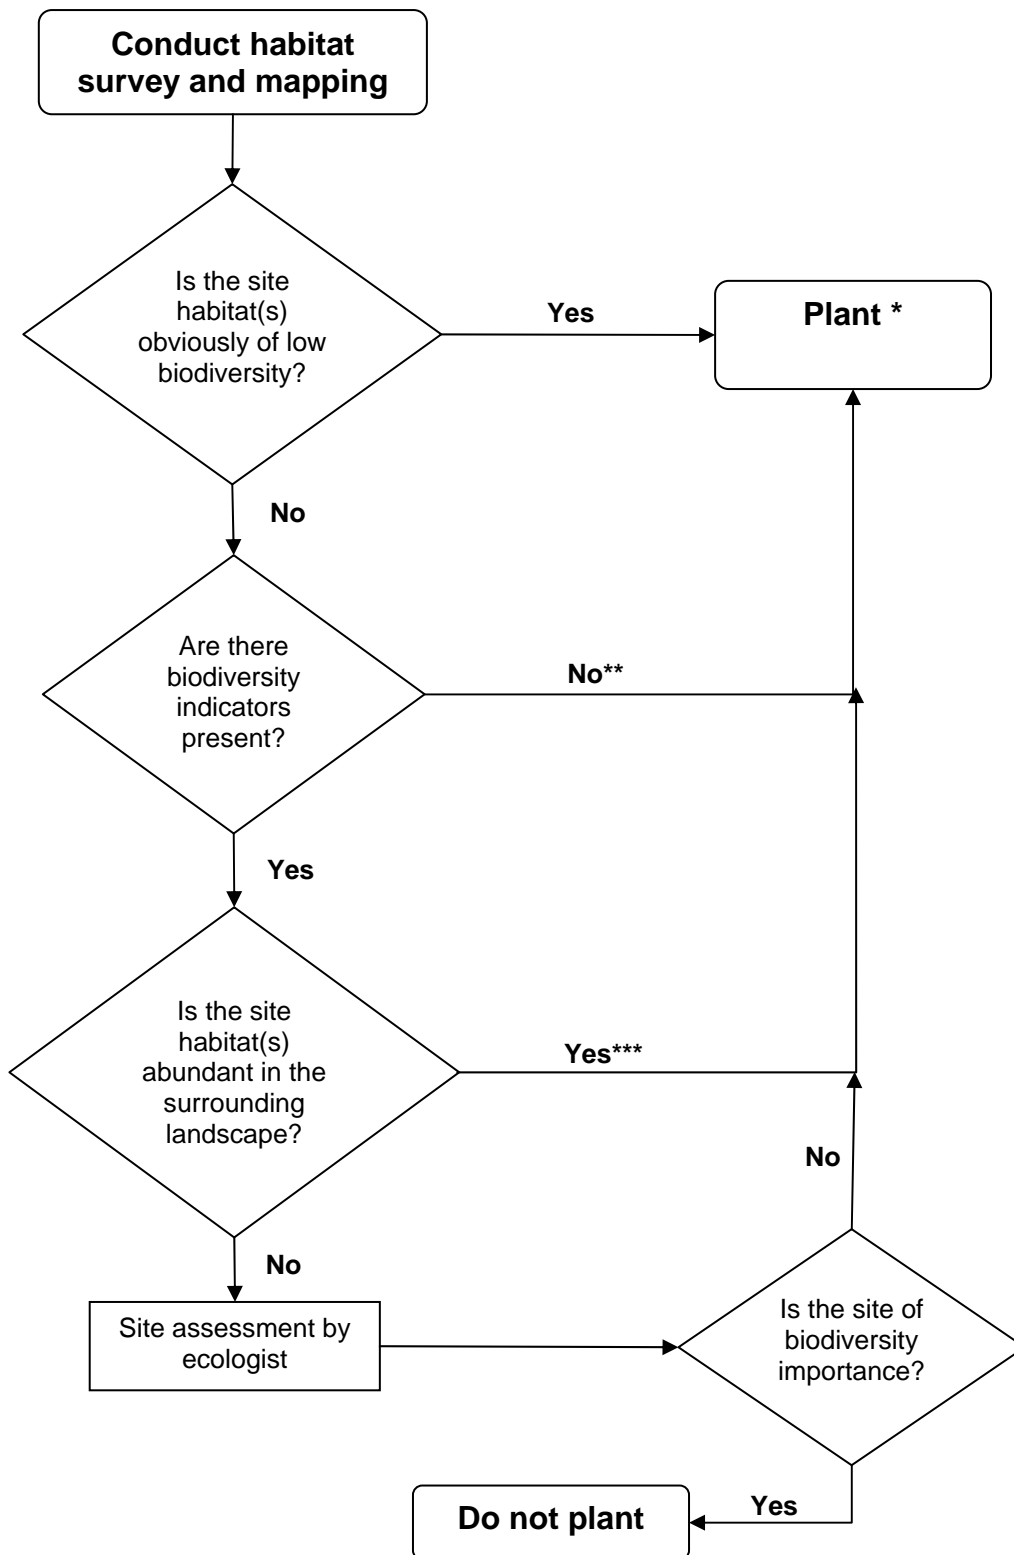 Conduct habitat
survey and mapping
Is the site
habitat(s)
obviously of low
biodiversity?
Yes
Plant *
No
Are there
biodiversity
indicators
present?
No**
Yes
Is the site
habitat(s)
abundant in the
surrounding
landscape?
Yes***
No
No
Site assessment by
ecologist
Is the site of
biodiversity
importance?
Yes
Do not plant